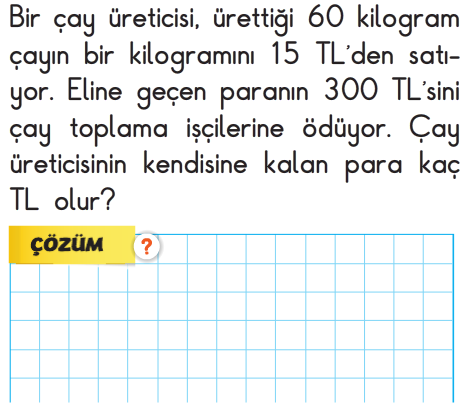 Bir çay üreticisi, ürettiği 60 kilogram
çayın bir kilogramını 15 TL'den satı-
yor. Eline geçen paranın 300 TL'sini
çay toplama işçilerine ödüyor. Çay
üreticisinin kendisine kalan para kaç
TL olur?
ÇÖZÜM ?